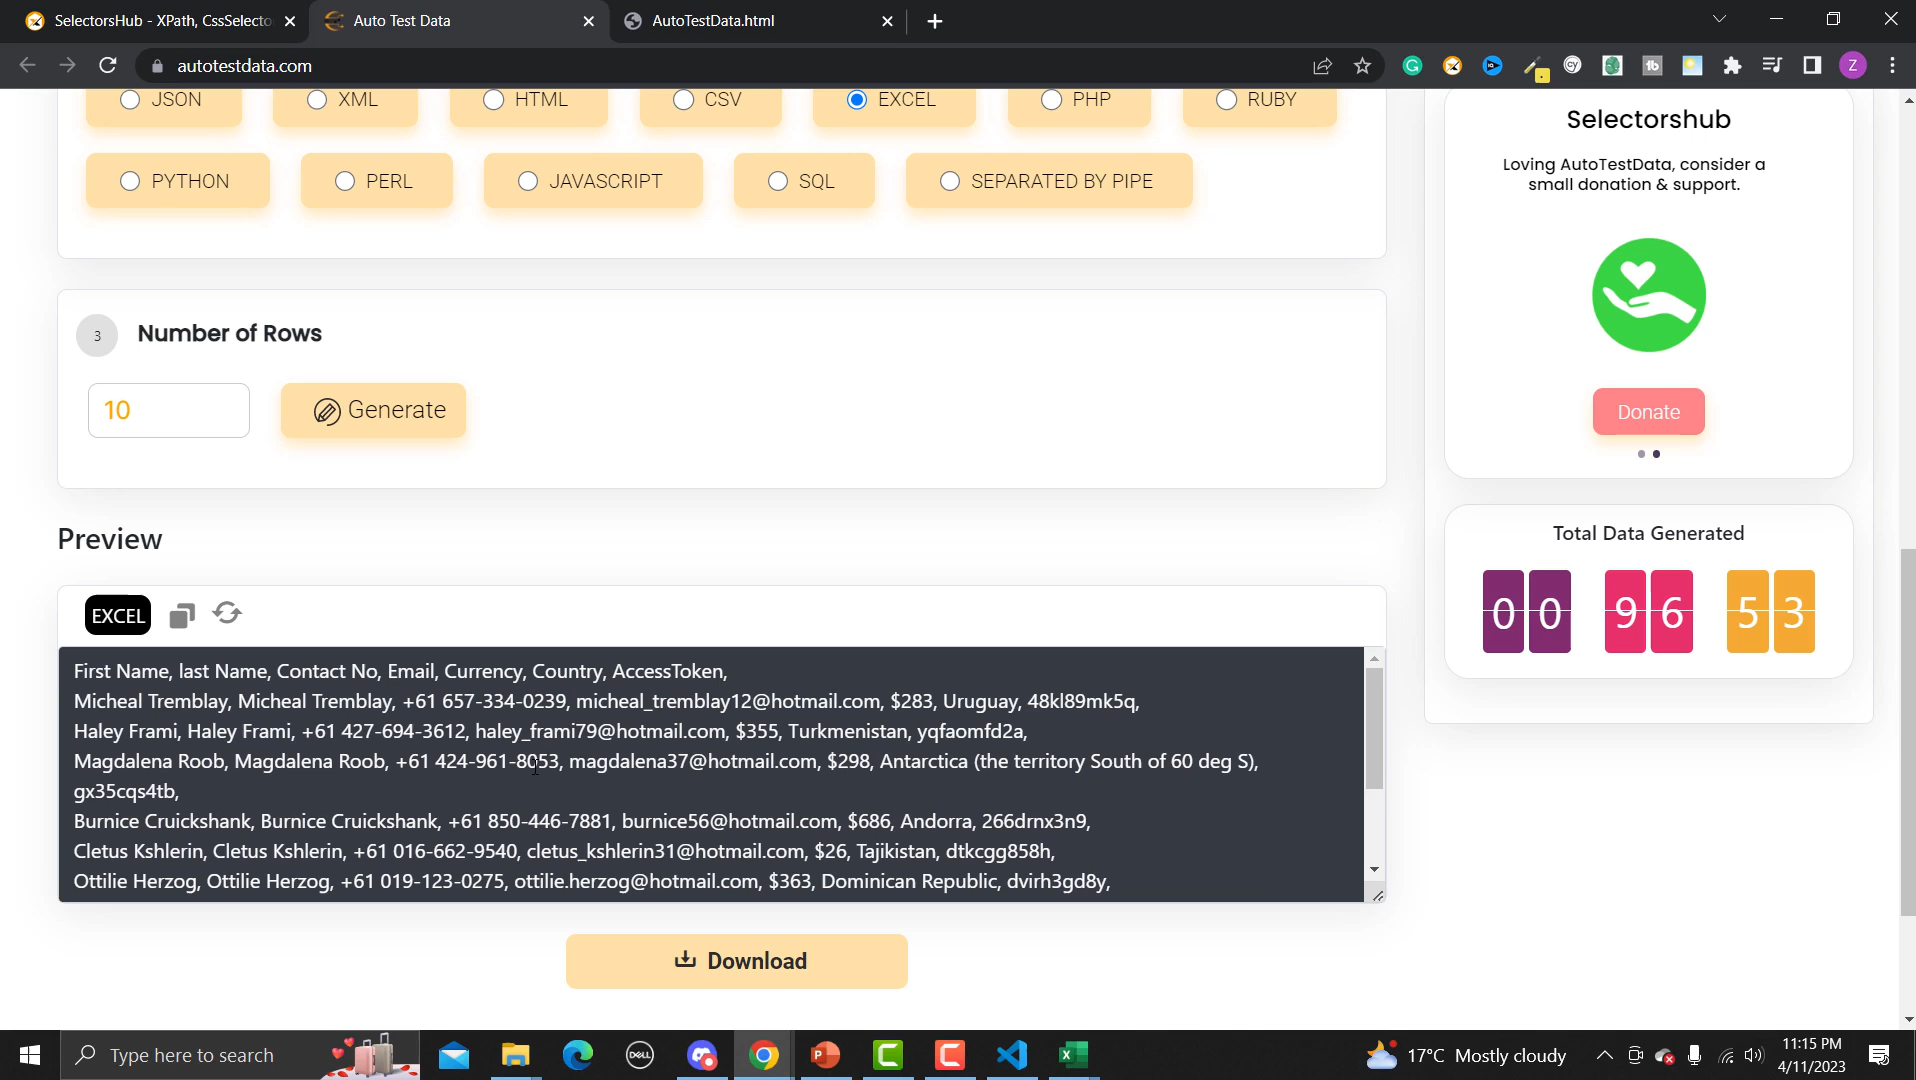 SelectorsHub - XPath, CssSelecto
Auto Test Data
AutoTestData.html
autotestdata.com
Z
JSON
XML
HTML
CSV
EXCEL
PHP
RUBY
PYTHON
PERL
JAVASCRIPT
SQL
SEPARATED BY PIPE
3
Number of Rows
10
Generate
Preview
EXCEL
First Name, last Name, Contact No, Email, Currency, Country, AccessToken,
Micheal Tremblay, Micheal Tremblay, +61 657-334-0239, micheal_tremblay12@hotmail.com, $283, Uruguay, 48kl89mk5q,
Haley Frami, Haley Frami, +61 427-694-3612, haley_frami79@hotmail.com, $355, Turkmenistan, yqfaomfd2a,
Magdalena Roob, Magdalena Roob, +61 424-961-8053, magdalena37@hotmail.com, $298, Antarctica (the territory South of 60 deg S),
gx35cqs4tb,
Burnice Cruickshank, Burnice Cruickshank, +61 850-446-7881, burnice56@hotmail.com, $686, Andorra, 266drnx3n9,
Cletus Kshlerin, Cletus Kshlerin, +61 016-662-9540, cletus_kshlerin31@hotmail.com, $26, Tajikistan, dtkcgg858h,
Ottilie Herzog, Ottilie Herzog, +61 019-123-0275, ottilie.herzog@hotmail.com, $363, Dominican Republic, dvirh3gd8y,
Download
Selectorshub
Loving AutoTestData, consider a
small donation & support.
Donate
Total Data Generated
00 96 53
Type here to search
DELL
17°C Mostly cloudy
11:15 PM
4/11/2023